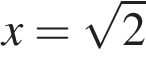 x = √2